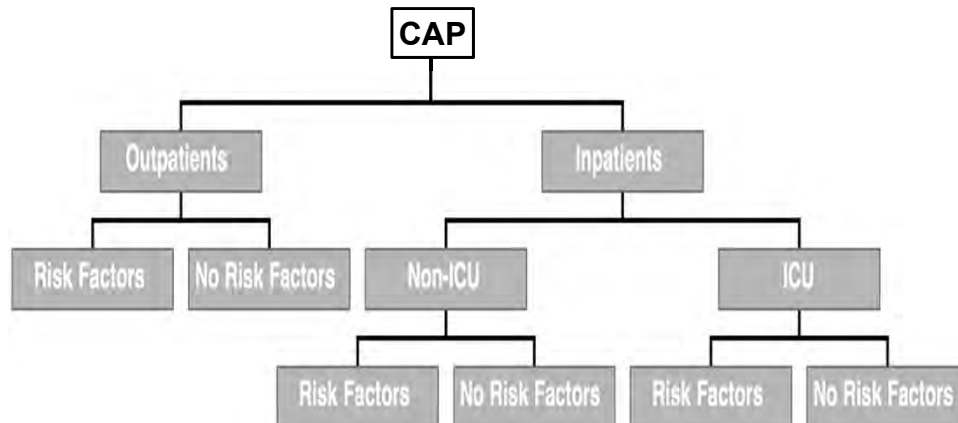 CAP
Outpatients
Inpatients
Risk Factors
No Risk Factors
Non-ICU
ICU
Risk Factors
No Risk Factors
Risk Factors
No Risk Factors